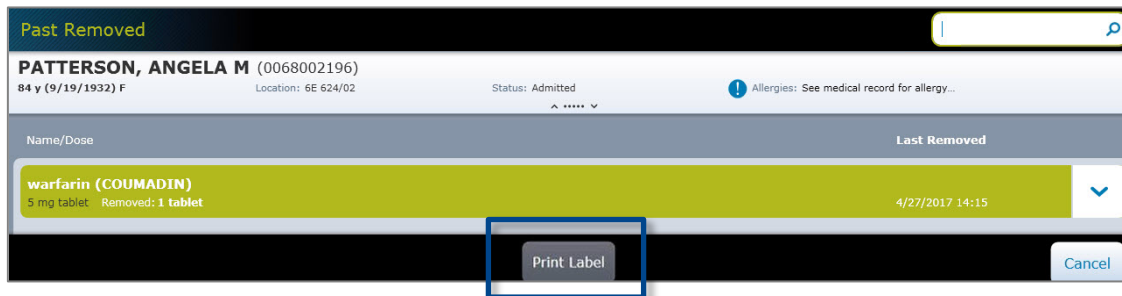 Past Removed
PATTERSON, ANGELA M (0068002196)
84 y (9/19/1932) F Location: 6E 624/02 Status: Admitted Allergies: See medical record for allergy...
Name/Dose Last Removed
warfarin (COUMADIN)
5 mg tablet Removed: 1 tablet 4/27/2017 14:15
Print Label Cancel